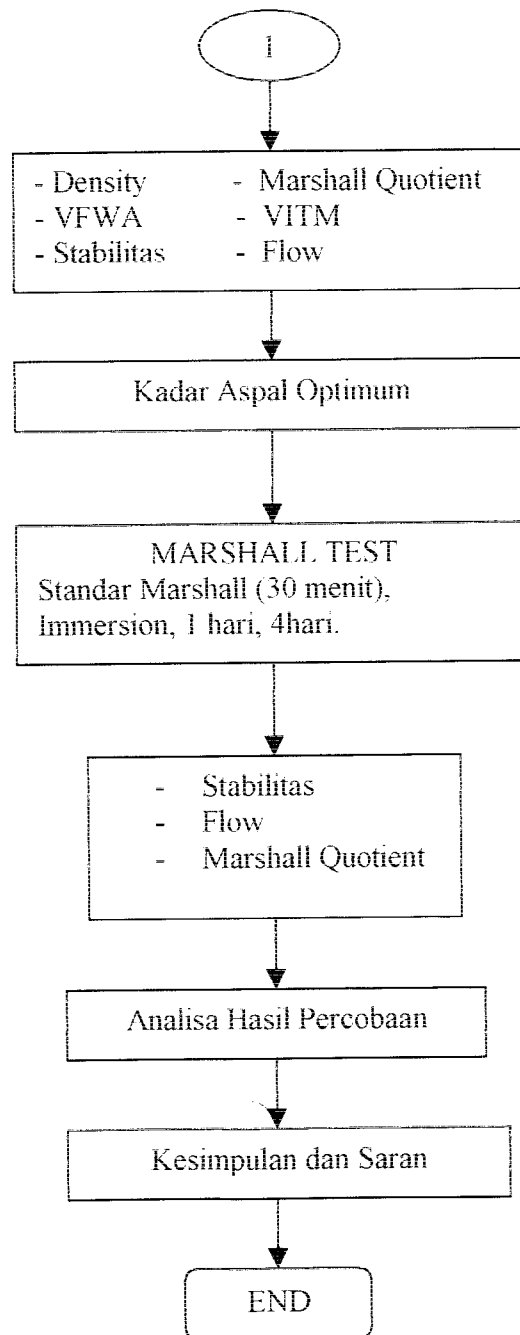 1
- Density - Marshall Quotient
- VFWA - VITM
- Stabilitas - Flow
Kadar Aspal Optimum
MARSHALL TEST
Standar Marshall (30 menit),
Immersion, 1 hari, 4hari.
- Stabilitas
- Flow
- Marshall Quotient
Analisa Hasil Percobaan
Kesimpulan dan Saran
END